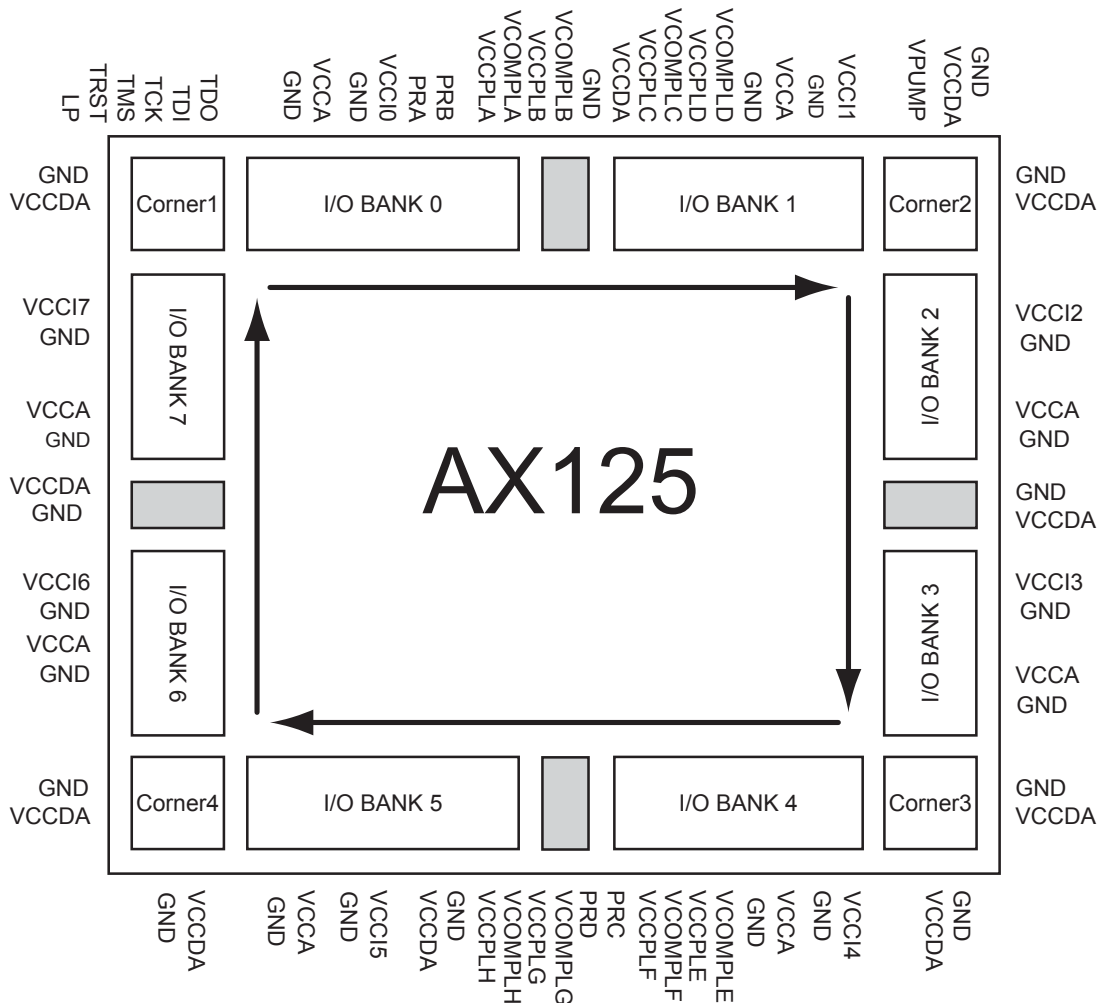 LP
TRST
TMS
TCK
TDI
TDO
GND
VCCA
GND
VCCI0
PRA
PRB
VCCPLA
VCOMPLA
VCCPLB
VCOMPLB
GND
VCCDA
VCCPLC
VCOMPLC
VCCPLD
VCOMPLD
GND
VCCA
GND
VCCI1
VPUMP
VCCDA
GND
GND
VCCDA
Corner1
I/O BANK 0
I/O BANK 1
Corner2
GND
VCCDA
VCCI7
GND
VCCA
GND
I/O BANK 7
I/O BANK 2
VCCI2
GND
VCCA
GND
AX125
VCCDA
GND
GND
VCCDA
VCCI6
GND
VCCA
GND
I/O BANK 6
I/O BANK 3
VCCI3
GND
VCCA
GND
GND
VCCDA
Corner4
I/O BANK 5
I/O BANK 4
Corner3
GND
VCCDA
GND
VCCDA
GND
VCCA
GND
VCCI5
VCCDA
GND
VCCPLH
VCOMPLH
VCCPLG
VCOMPLG
PRD
PRC
VCCPLF
VCOMPLF
VCCPLE
VCOMPLE
GND
VCCA
GND
VCCI4
VCCDA
GND